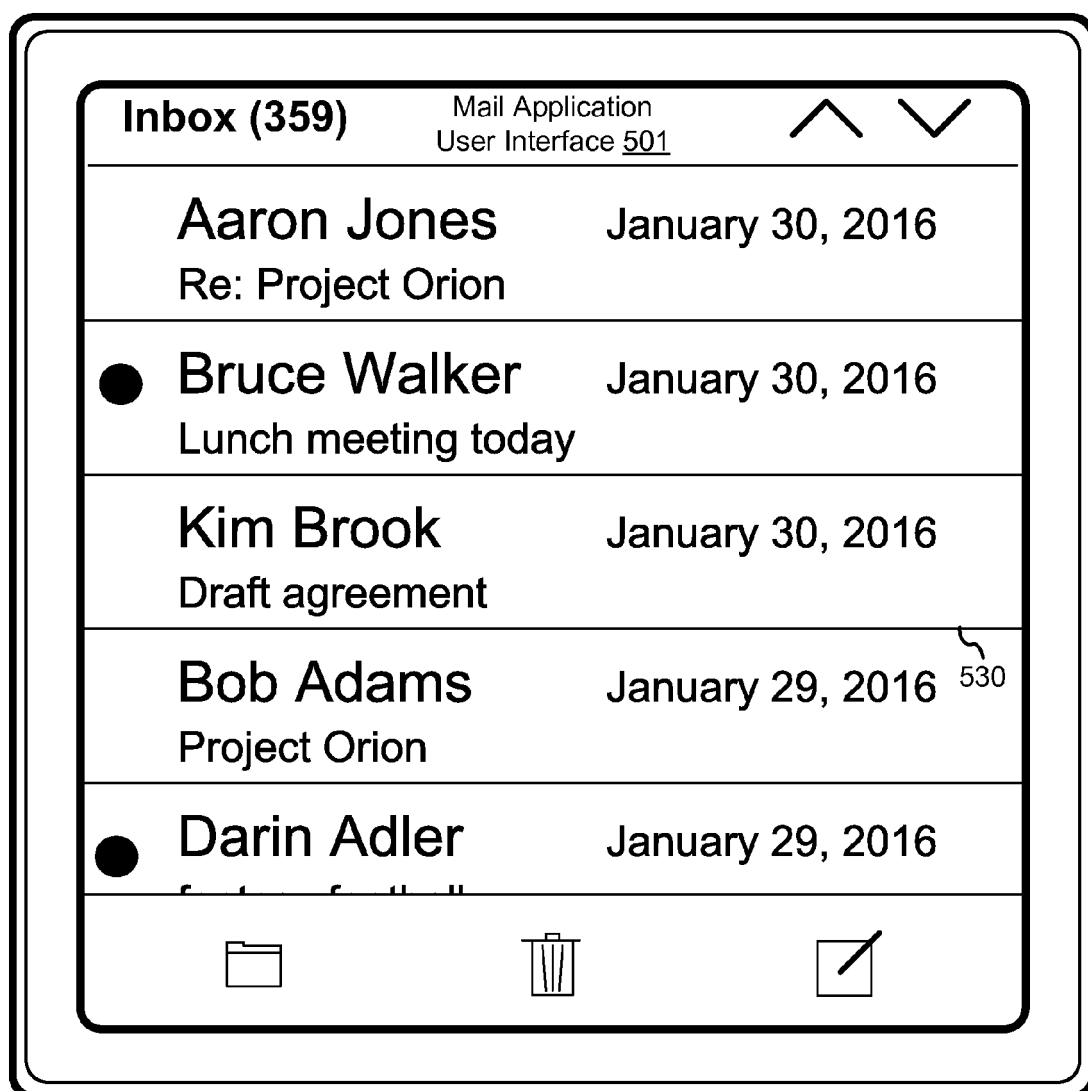 Inbox (359)
Mail Application
User Interface 501
Aaron Jones January 30, 2016
Re: Project Orion
Bruce Walker January 30, 2016
Lunch meeting today
Kim Brook January 30, 2016
Draft agreement
530
Bob Adams January 29, 2016
Project Orion
Darin Adler January 29, 2016